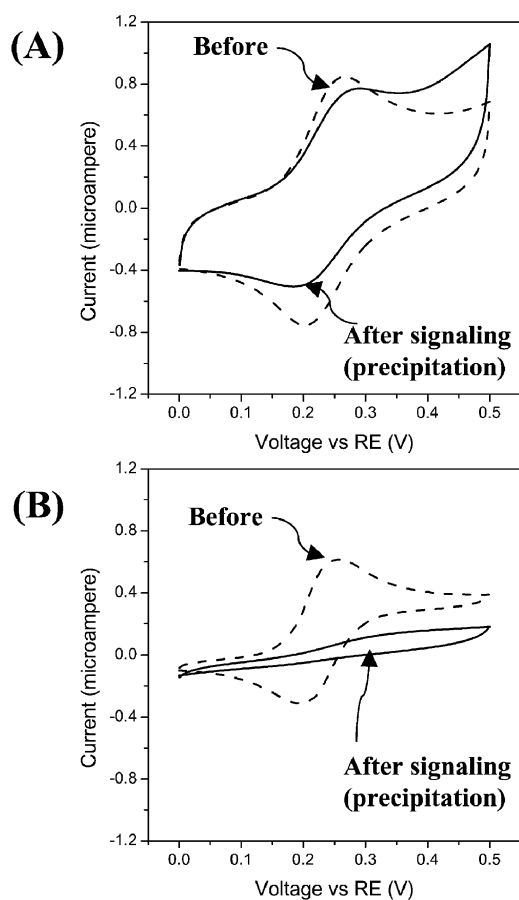 (A)
Before
1.2
0.8
0.4
0.0
-0.4
-0.8
-1.2
Current (microampere)
After signaling
(precipitation)
0.0 0.1 0.2 0.3 0.4 0.5
Voltage vs RE (V)
(B)
Before
1.2
0.8
0.4
0.0
-0.4
-0.8
-1.2
Current (microampere)
After signaling
(precipitation)
0.0 0.1 0.2 0.3 0.4 0.5
Voltage vs RE (V)